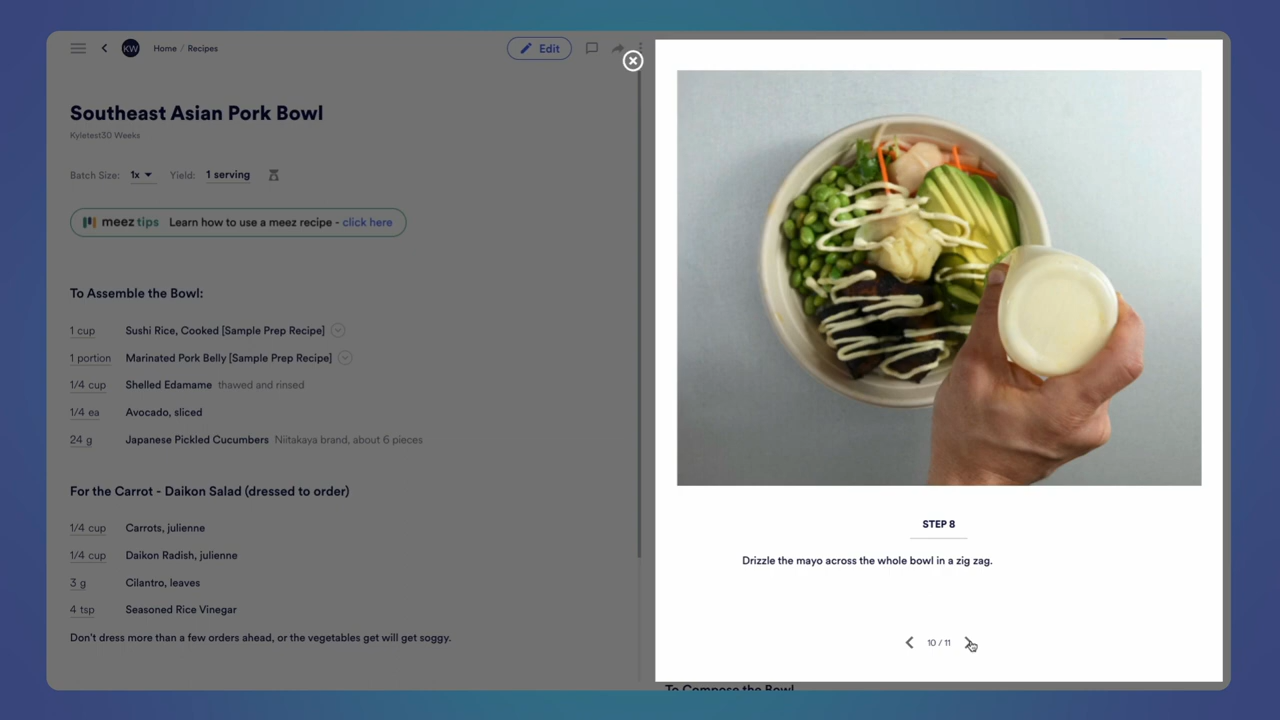 KW
Home / Recipes
Edit
Southeast Asian Pork Bowl
Kyletest30 Weeks
Batch Size: 1x Yield: 1 serving
meez tips Learn how to use a meez recipe - click here
To Assemble the Bowl:
1 cup Sushi Rice, Cooked [Sample Prep Recipe]
1 portion Marinated Pork Belly [Sample Prep Recipe]
1/4 cup Shelled Edamame thawed and rinsed
1/4 ea Avocado, sliced
24 g Japanese Pickled Cucumbers Niitakaya brand, about 6 pieces
For the Carrot - Daikon Salad (dressed to order)
1/4 cup Carrots, julienne
1/4 cup Daikon Radish, julienne
3 g Cilantro, leaves
4 tsp Seasoned Rice Vinegar
Don't dress more than a few orders ahead, or the vegetables get will get soggy.
STEP 8
Drizzle the mayo across the whole bowl in a zig zag.
10 / 11
To Compose the Bowl